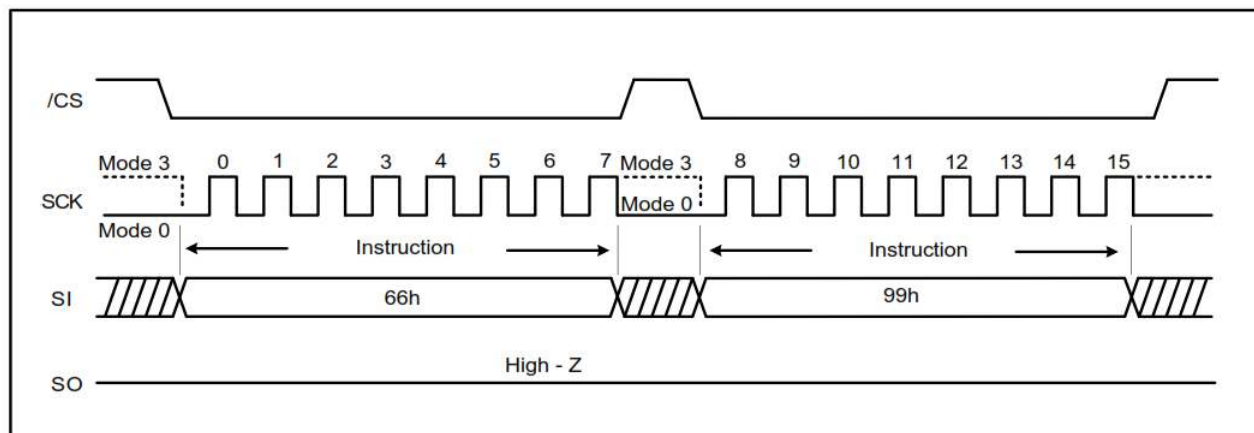 /CS
Mode 3 0 1 2 3 4 5 6 7 Mode 3 8 9 10 11 12 13 14 15
SCK
Mode 0 Mode 0
Instruction Instruction
SI 66h 99h
High - Z
SO